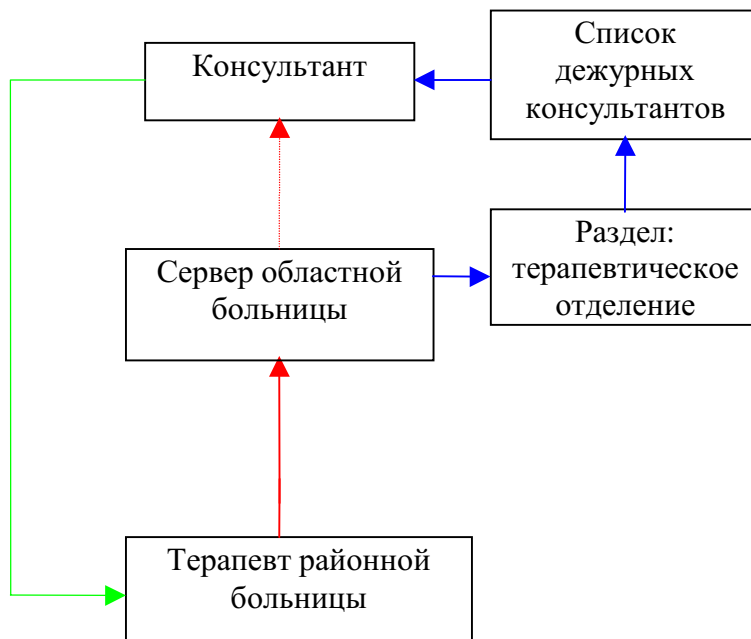 Консультант
Список
дежурных
консультантов
Сервер областной
больницы
Раздел:
терапевтическое
отделение
Терапевт районной
больницы